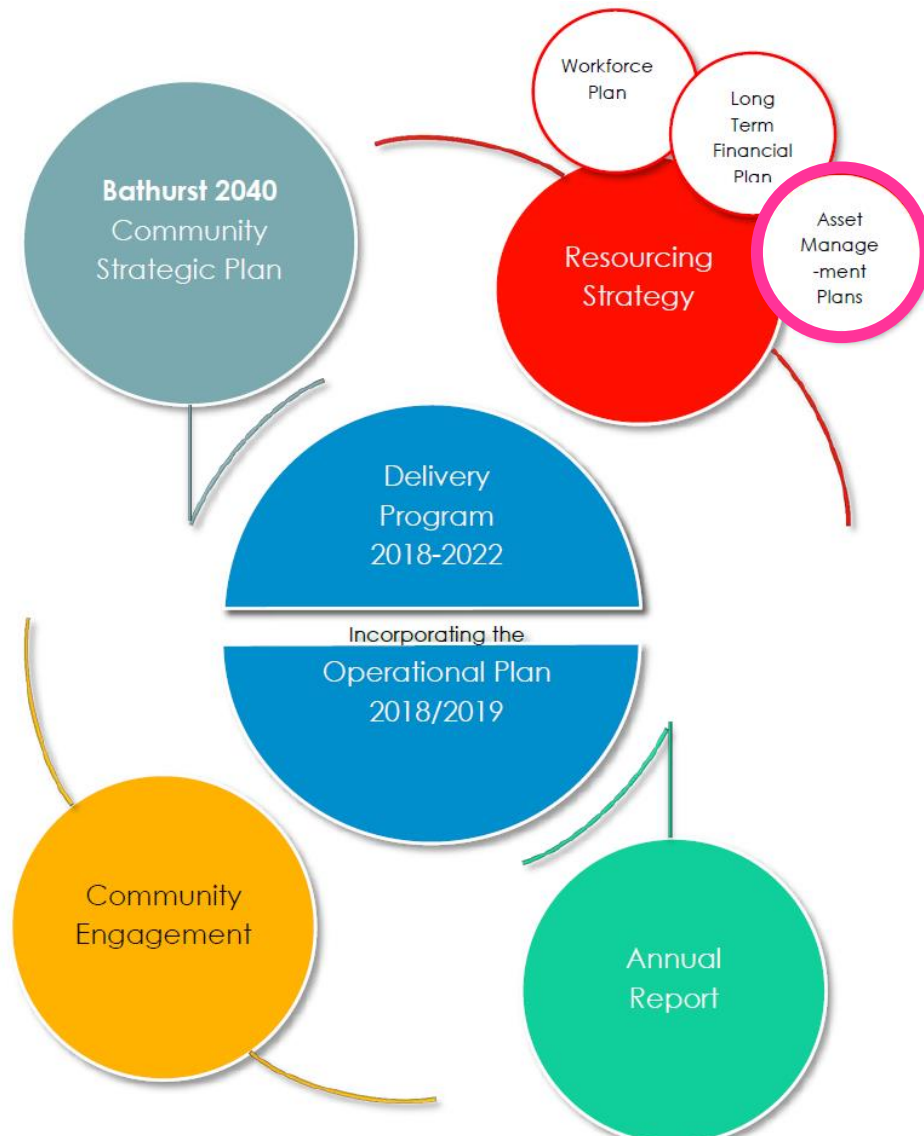 Workforce
Plan
Long
Term
Financial
Plan
Asset
Manage
-ment
Plans
Bathurst 2040
Community
Strategic Plan
Resourcing
Strategy
Delivery
Program
2018-2022
Incorporating the
Operational Plan
2018/2019
Community
Engagement
Annual
Report